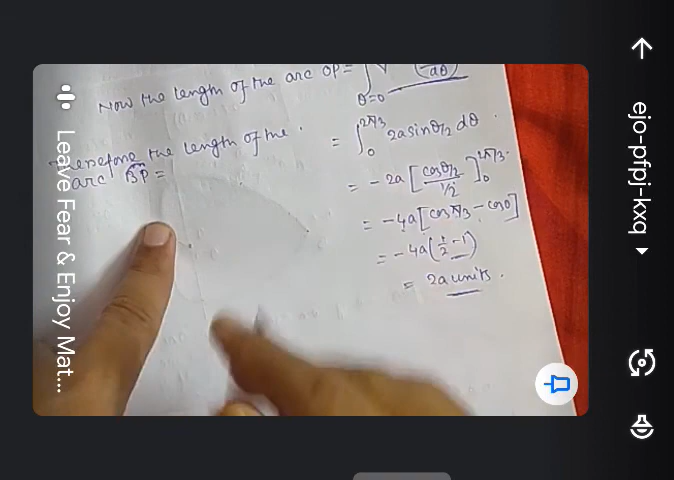 Now the length of the arc OP = ∫θ=0 √ dθ
= ∫₀^2π/3 2a sin θ/2 dθ.
Therefore the length of the.
arc BP =
= -2a [cos θ/2 / 1/2]₀^2π/3.
= -4a [cos π/3 - cos 0]
= -4a (1/2 - 1)
= 2a units.
Leave Fear & Enjoy Mat...
ejo-pfpj-kxq